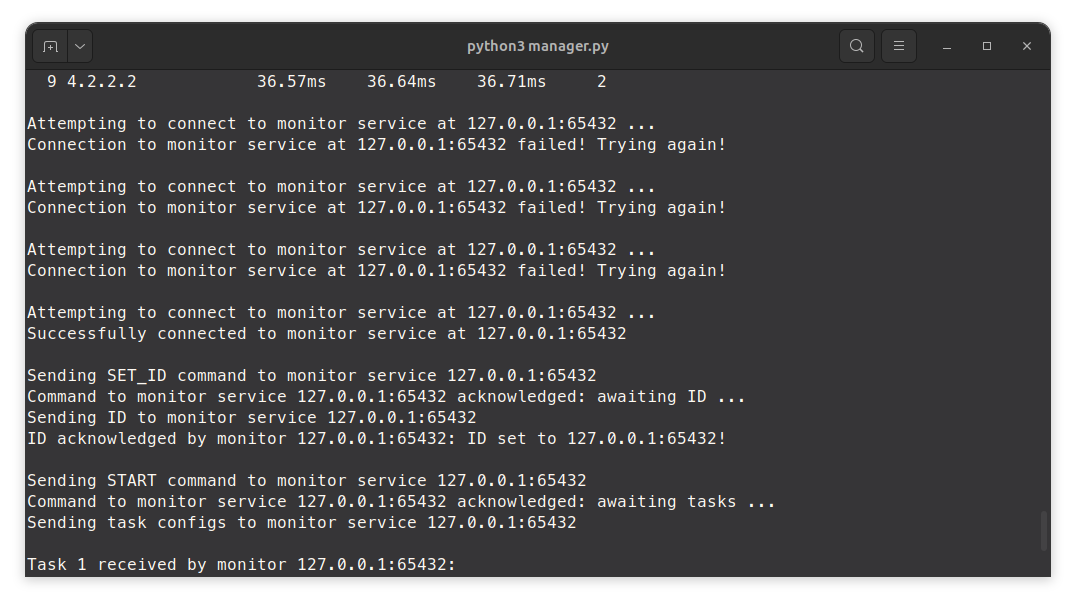 python3 manager.py
9 4.2.2.2 36.57ms 36.64ms 36.71ms 2
Attempting to connect to monitor service at 127.0.0.1:65432 ...
Connection to monitor service at 127.0.0.1:65432 failed! Trying again!
Attempting to connect to monitor service at 127.0.0.1:65432 ...
Connection to monitor service at 127.0.0.1:65432 failed! Trying again!
Attempting to connect to monitor service at 127.0.0.1:65432 ...
Connection to monitor service at 127.0.0.1:65432 failed! Trying again!
Attempting to connect to monitor service at 127.0.0.1:65432 ...
Successfully connected to monitor service at 127.0.0.1:65432
Sending SET_ID command to monitor service 127.0.0.1:65432
Command to monitor service 127.0.0.1:65432 acknowledged: awaiting ID ...
Sending ID to monitor service 127.0.0.1:65432
ID acknowledged by monitor 127.0.0.1:65432: ID set to 127.0.0.1:65432!
Sending START command to monitor service 127.0.0.1:65432
Command to monitor service 127.0.0.1:65432 acknowledged: awaiting tasks ...
Sending task configs to monitor service 127.0.0.1:65432
Task 1 received by monitor 127.0.0.1:65432: